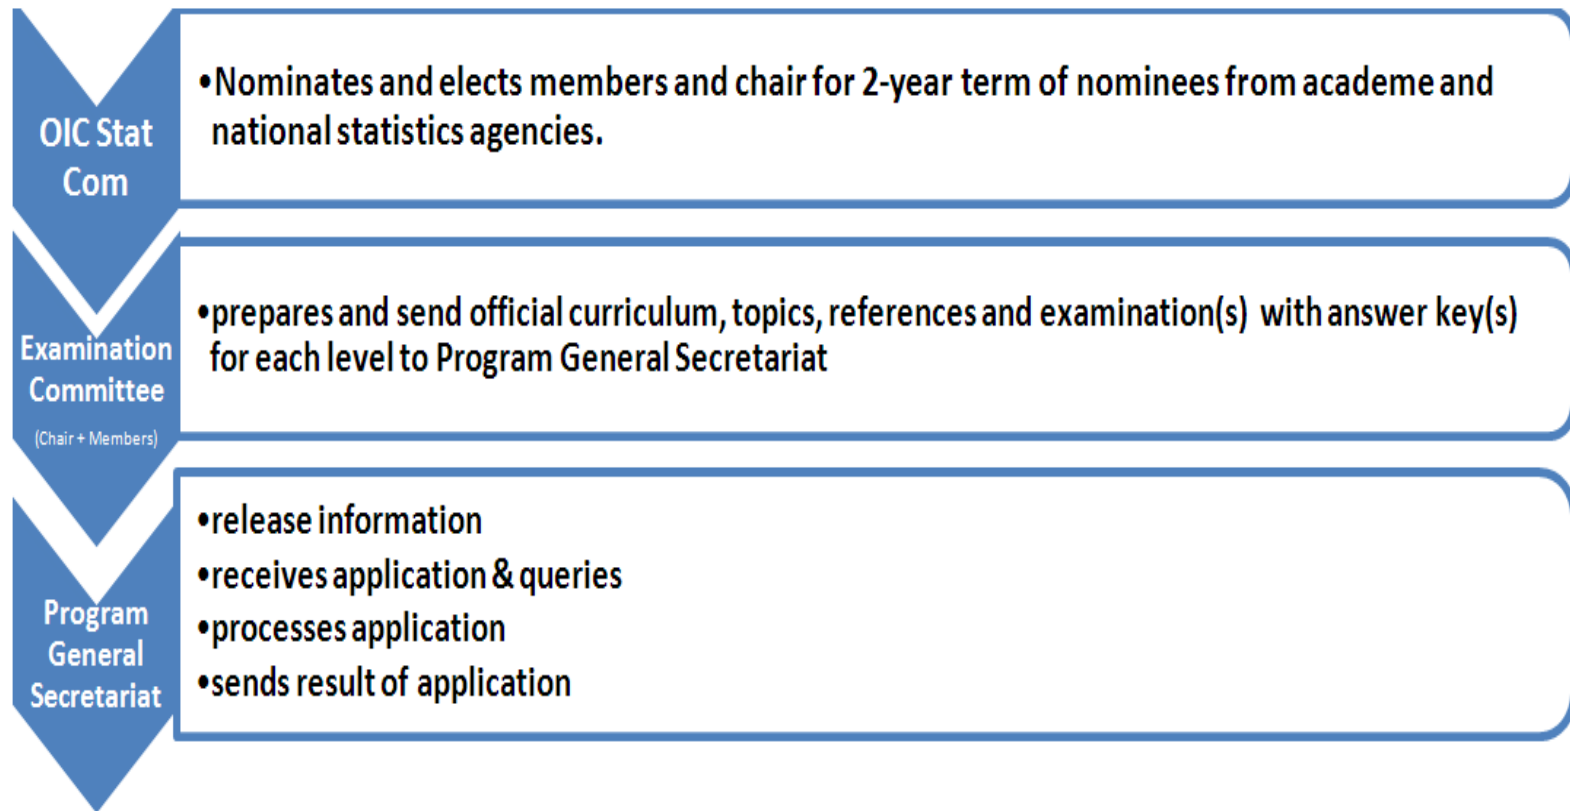 OIC Stat
Com
•Nominates and elects members and chair for 2-year term of nominees from academe and
national statistics agencies.
Examination
Committee
(Chair + Members)
•prepares and send official curriculum, topics, references and examination(s) with answer key(s)
for each level to Program General Secretariat
Program
General
Secretariat
•release information
•receives application & queries
•processes application
•sends result of application